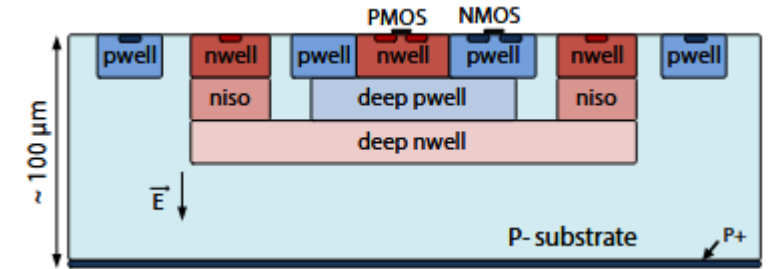 PMOS NMOS
pwell nwell pwell nwell pwell nwell pwell
niso deep pwell niso
deep nwell
~ 100 µm
E
P- substrate
P+